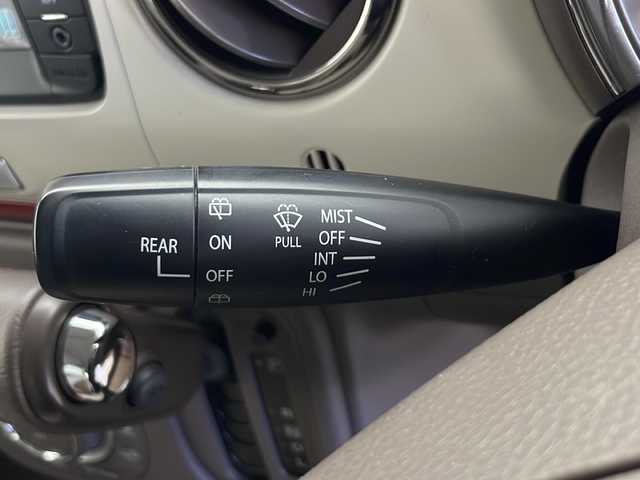 REAR
ON
OFF
PULL
MIST
OFF
INT
LO
HI